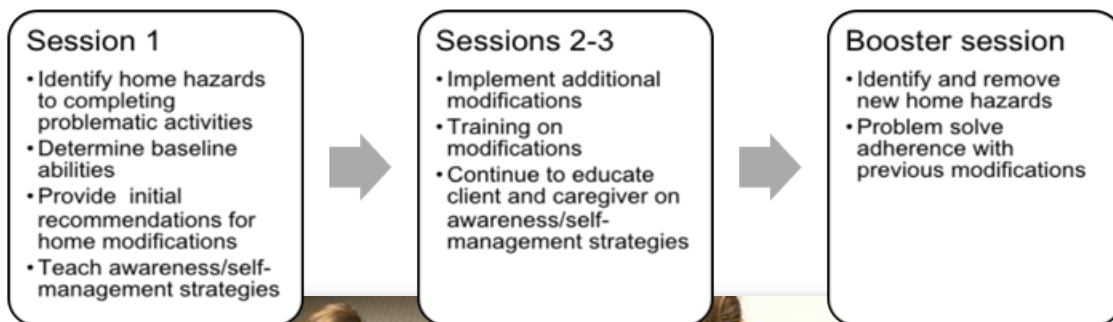 Session 1
• Identify home hazards
to completing
problematic activities
• Determine baseline
abilities
• Provide initial
recommendations for
home modifications
• Teach awareness/self-
management strategies
Sessions 2-3
• Implement additional
modifications
• Training on
modifications
• Continue to educate
client and caregiver on
awareness/self-
management strategies
Booster session
• Identify and remove
new home hazards
• Problem solve
adherence with
previous modifications